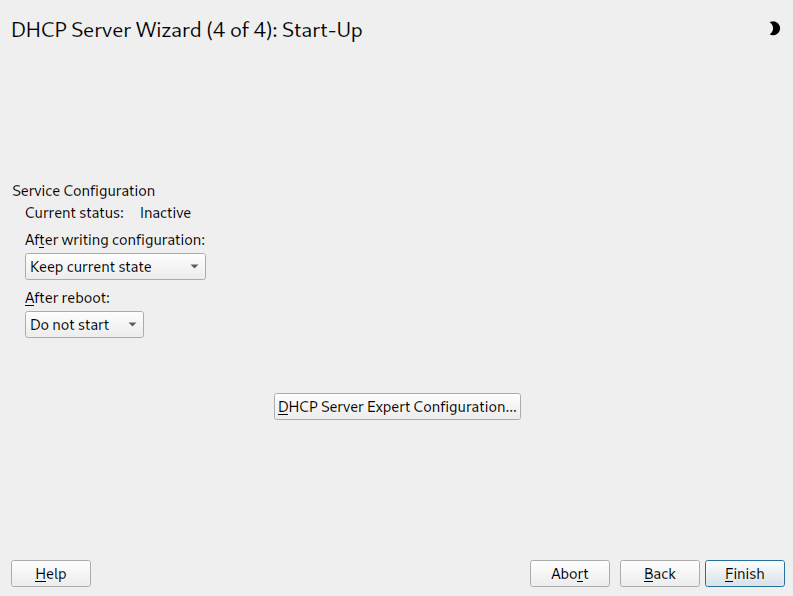 DHCP Server Wizard (4 of 4): Start-Up
Service Configuration
Current status: Inactive
After writing configuration:
Keep current state
After reboot:
Do not start
DHCP Server Expert Configuration...
Help Abort Back Finish